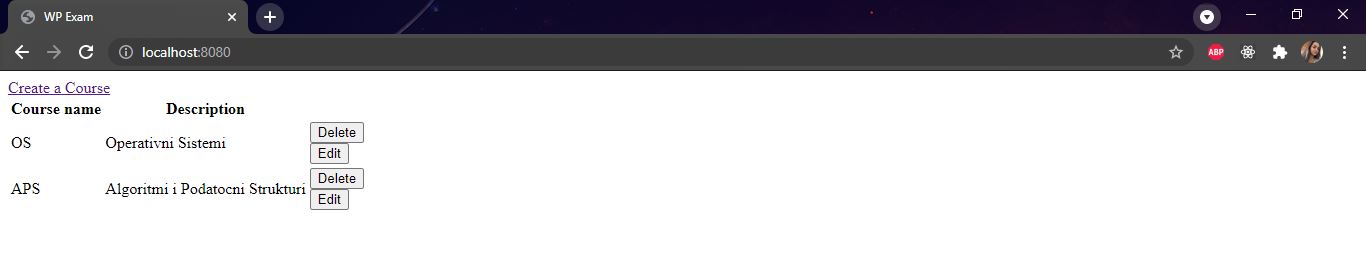 WP Exam
localhost:8080
ABP
Create a Course
Course name Description
OS Operativni Sistemi Delete
Edit
APS Algoritmi i Podatocni Strukturi Delete
Edit